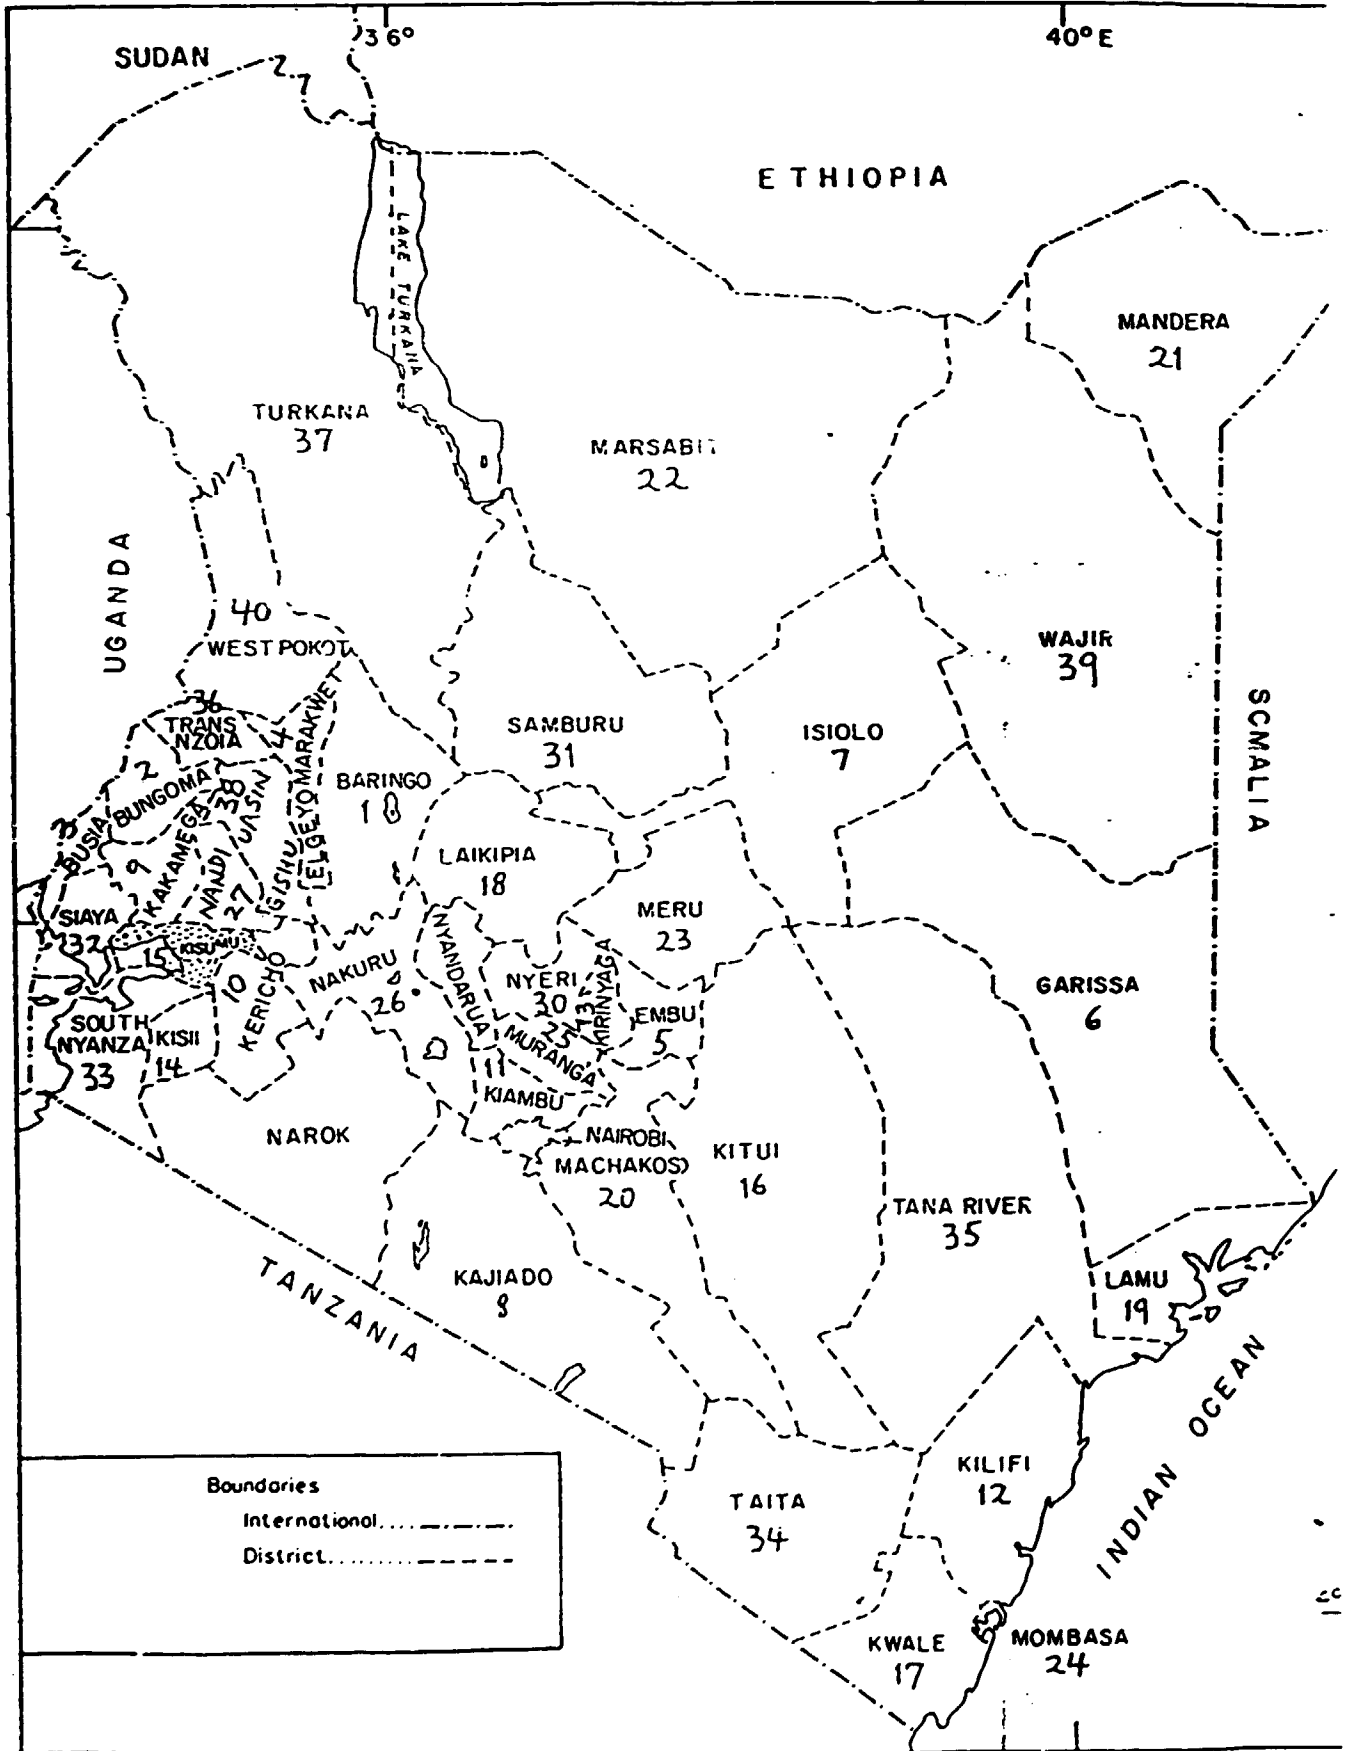 36°
40°E
SUDAN
ETHIOPIA
LAKE TURKANA
MANDERA
21
TURKANA
37
MARSABIT
22
UGANDA
40
WEST POKOT
WAJIR
39
SCMALIA
36
TRANS
NZOIA
4
ELGEYO MARAKWET
SAMBURU
31
ISIOLO
7
2
BUNGOMA
38
UASIN
GISHU
BARINGO
1
3
BUSIA
9
KAKAMEGA
NANDI
27
LAIKIPIA
18
MERU
23
SIAYA
32
KISUMU
15
10
KERICHO
NAKURU
26
NYANDARUA
NYERI
30
13
KIRINYAGA
EMBU
5
GARISSA
6
SOUTH
NYANZA
33
KISII
14
25
MURANGA
11
KIAMBU
NAROK
NAIROBI
MACHAKOS
20
KITUI
16
TANA RIVER
35
TANZANIA
KAJIADO
8
LAMU
19
INDIAN OCEAN
KILIFI
12
TAITA
34
KWALE
17
MOMBASA
24
Boundaries
International....
District..........